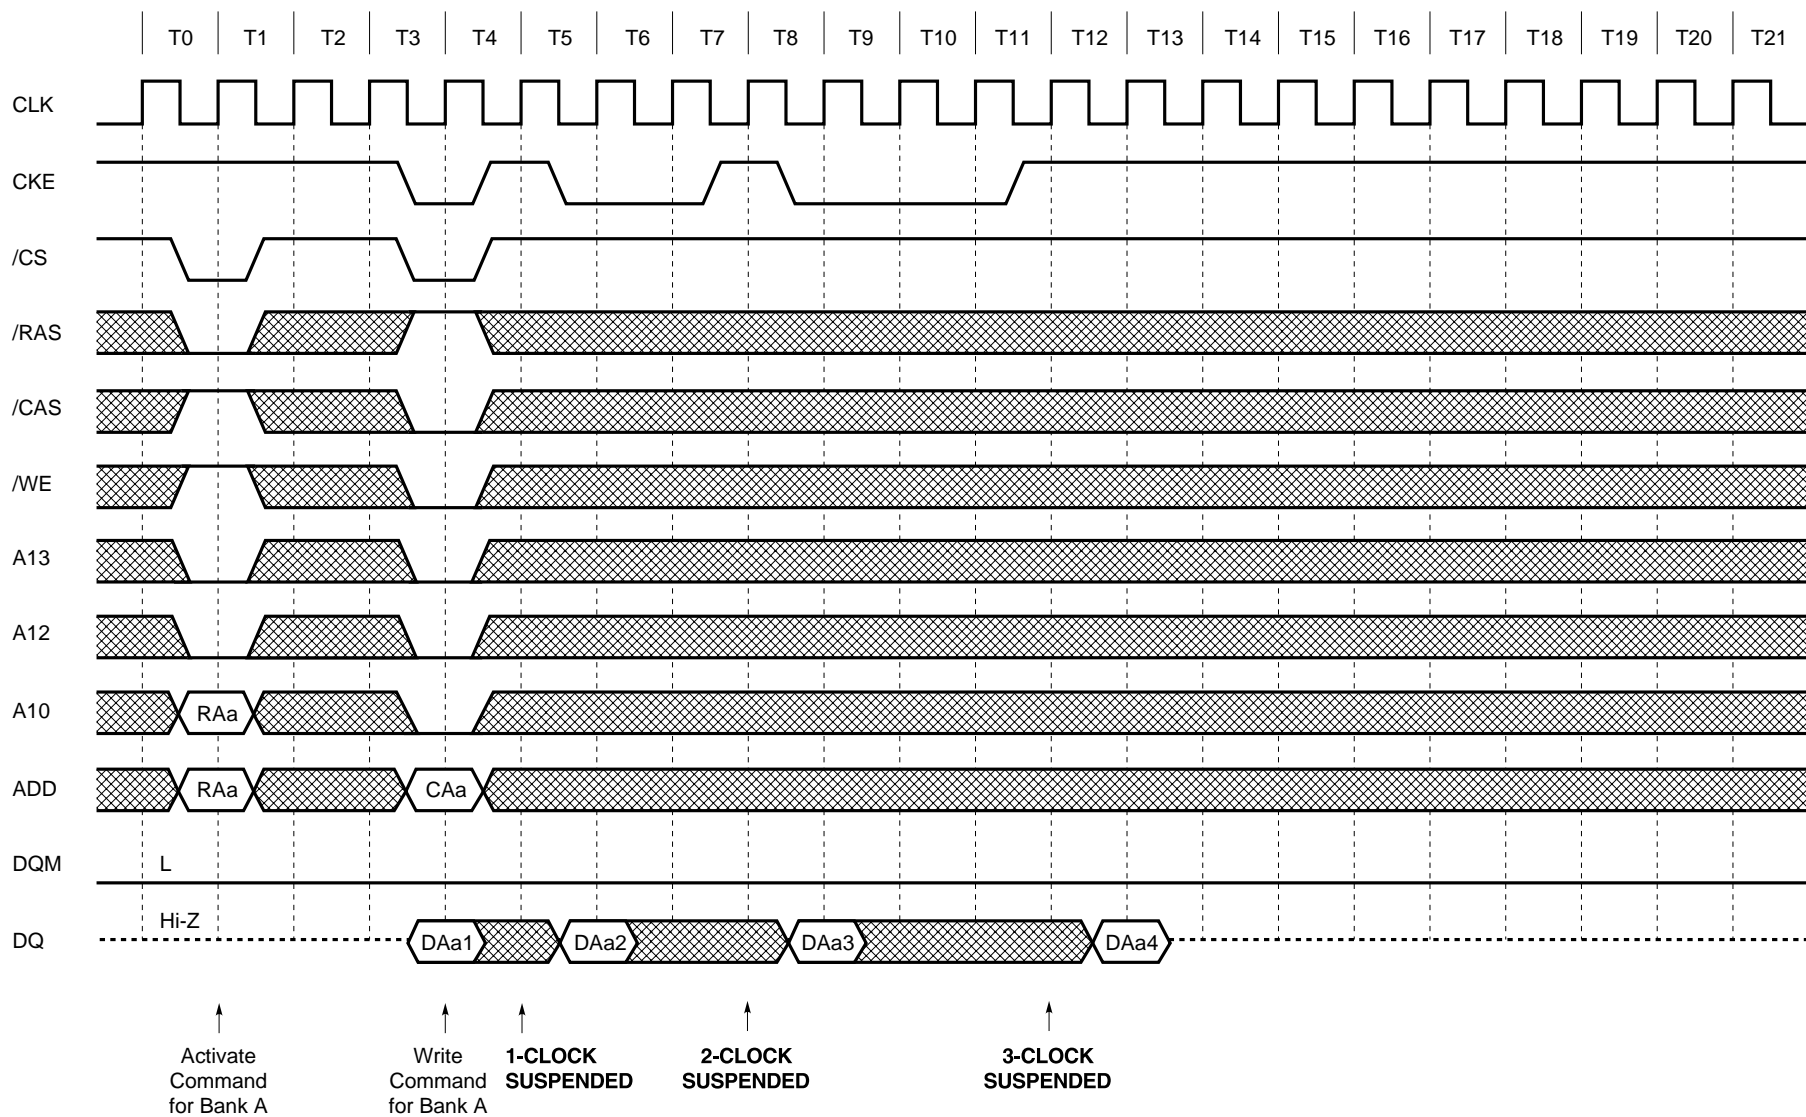 T0 T1 T2 T3 T4 T5 T6 T7 T8 T9 T10 T11 T12 T13 T14 T15 T16 T17 T18 T19 T20 T21
CLK
CKE
/CS
/RAS
/CAS
/WE
A13
A12
A10 RAa
ADD RAa CAa
DQM L
Hi-Z
DQ DAa1 DAa2 DAa3 DAa4
Activate
Command
for Bank A
Write
Command
for Bank A
1-CLOCK
SUSPENDED
2-CLOCK
SUSPENDED
3-CLOCK
SUSPENDED